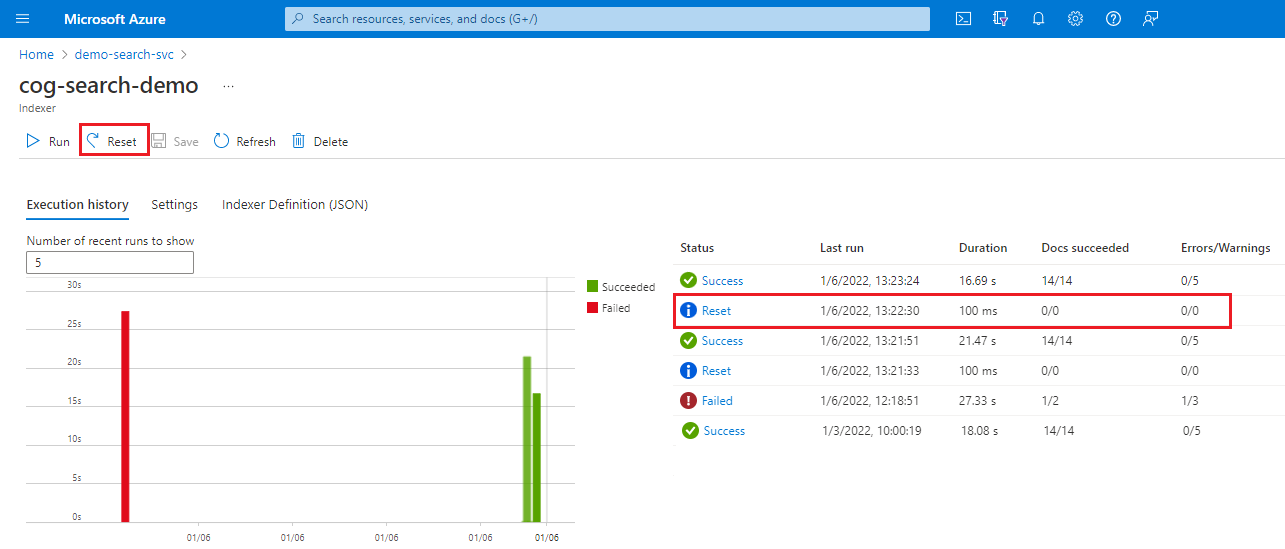 Microsoft Azure
Search resources, services, and docs (G+/)
Home > demo-search-svc >
cog-search-demo ...
Indexer
Run Reset Save Refresh Delete
Execution history Settings Indexer Definition (JSON)
Number of recent runs to show
5
30s
25s
20s
15s
10s
5s
0s
01/06 01/06 01/06 01/06 01/06
Succeeded
Failed
Status Last run Duration Docs succeeded Errors/Warnings
Success 1/6/2022, 13:23:24 16.69 s 14/14 0/5
Reset 1/6/2022, 13:22:30 100 ms 0/0 0/0
Success 1/6/2022, 13:21:51 21.47 s 14/14 0/5
Reset 1/6/2022, 13:21:33 100 ms 0/0 0/0
Failed 1/6/2022, 12:18:51 27.33 s 1/2 1/3
Success 1/3/2022, 10:00:19 18.08 s 14/14 0/5